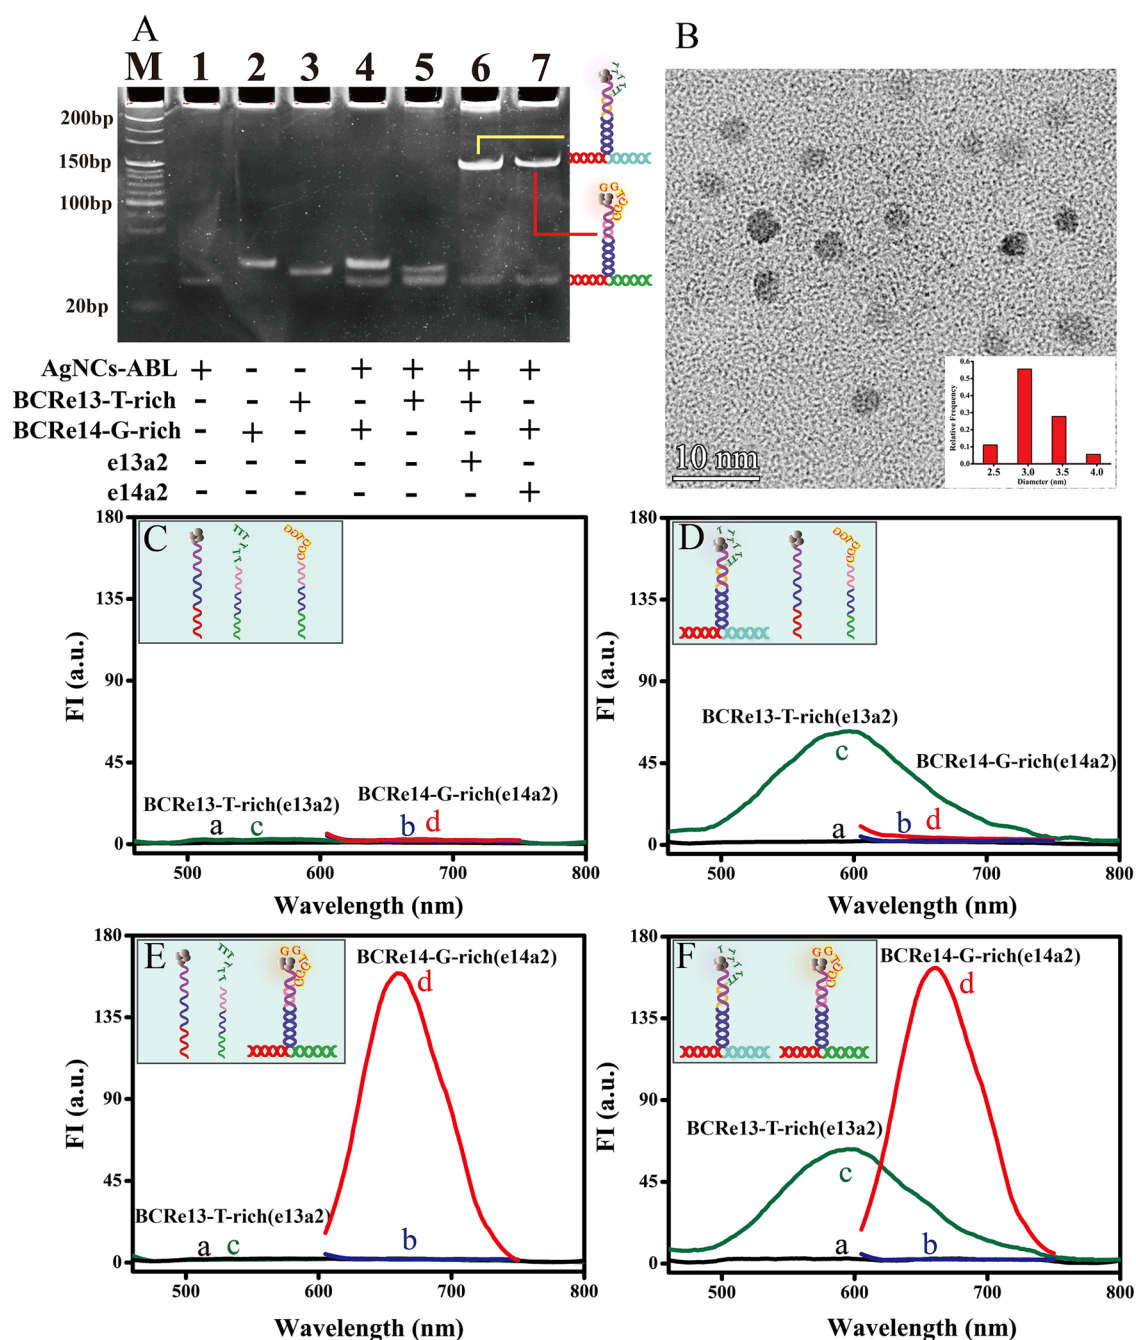 A
M 1 2 3 4 5 6 7
200bp
150bp
100bp
20bp
AgNCs-ABL + - - + + + +
BCRe13-T-rich - - + - + + -
BCRe14-G-rich - + - + - - +
e13a2 - - - - - + -
e14a2 - - - - - - +
B
10 nm
Relative Frequency
0.6
0.5
0.4
0.3
0.2
0.1
0.0
2.5 3.0 3.5 4.0
Diameter (nm)
C
FI (a.u.)
180
135
90
45
0
BCRe13-T-rich(e13a2)
BCRe14-G-rich(e14a2)
a c b d
500 600 700 800
Wavelength (nm)
D
FI (a.u.)
180
135
90
45
0
BCRe13-T-rich(e13a2)
c
BCRe14-G-rich(e14a2)
a b d
500 600 700 800
Wavelength (nm)
E
FI (a.u.)
180
135
90
45
0
BCRe14-G-rich(e14a2)
d
BCRe13-T-rich(e13a2)
a c b
500 600 700 800
Wavelength (nm)
F
FI (a.u.)
180
135
90
45
0
BCRe14-G-rich(e14a2)
d
BCRe13-T-rich(e13a2)
c
a b
500 600 700 800
Wavelength (nm)